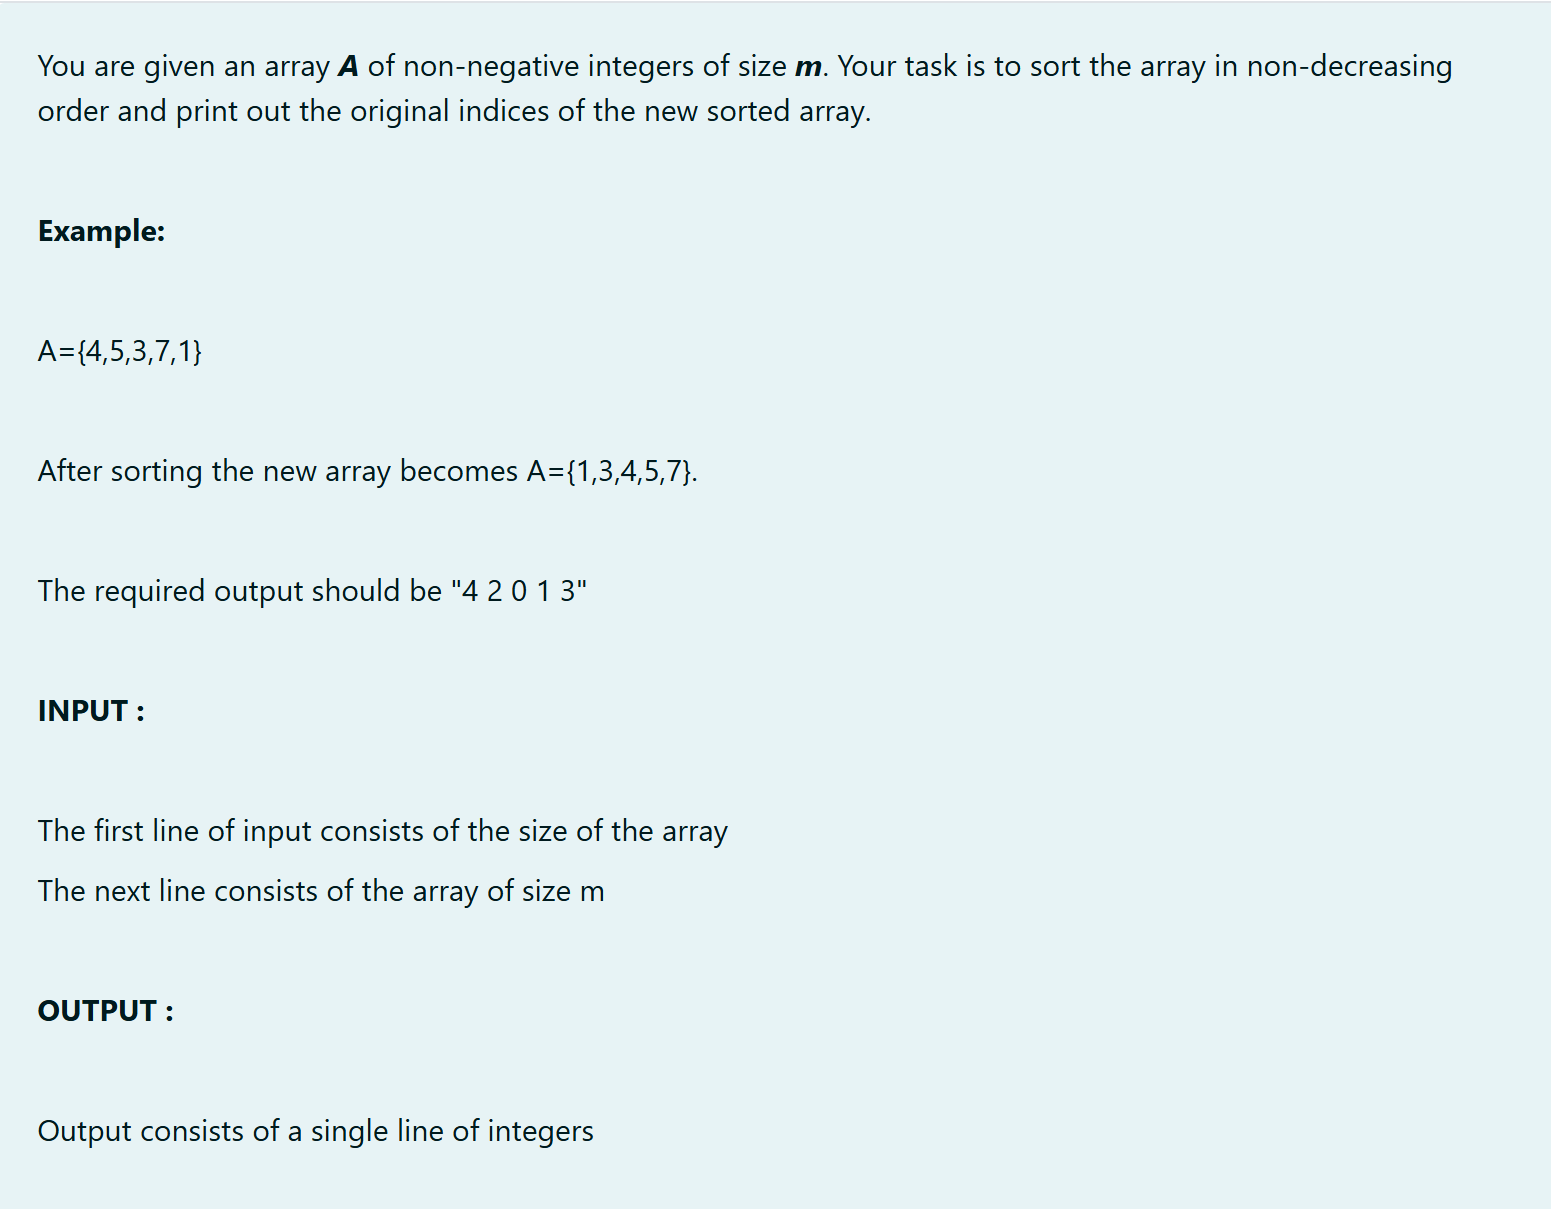 You are given an array A of non-negative integers of size m. Your task is to sort the array in non-decreasing
order and print out the original indices of the new sorted array.
Example:
A={4,5,3,7,1}
After sorting the new array becomes A={1,3,4,5,7}.
The required output should be "4 2 0 1 3"
INPUT :
The first line of input consists of the size of the array
The next line consists of the array of size m
OUTPUT :
Output consists of a single line of integers